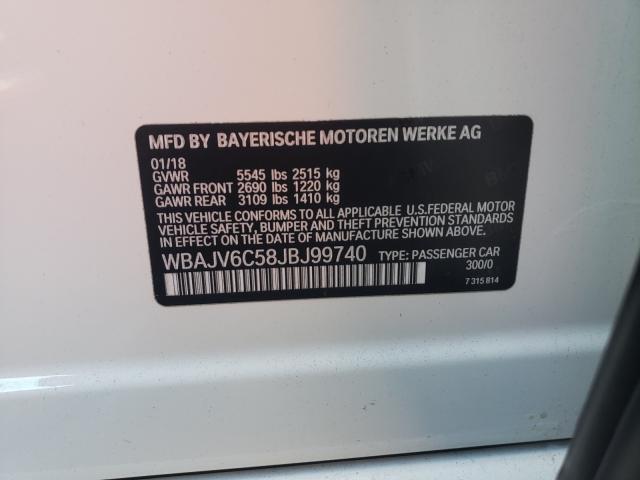 MFD BY BAYERISCHE MOTOREN WERKE AG
01/18
GVWR 5545 lbs 2515 kg
GAWR FRONT 2690 lbs 1220 kg
GAWR REAR 3109 lbs 1410 kg
THIS VEHICLE CONFORMS TO ALL APPLICABLE U.S.FEDERAL MOTOR
VEHICLE SAFETY, BUMPER AND THEFT PREVENTION STANDARDS
IN EFFECT ON THE DATE OF MANUFACTURE SHOWN ABOVE.
WBAJV6C58JBJ99740 TYPE: PASSENGER CAR
300/0
7 315 814